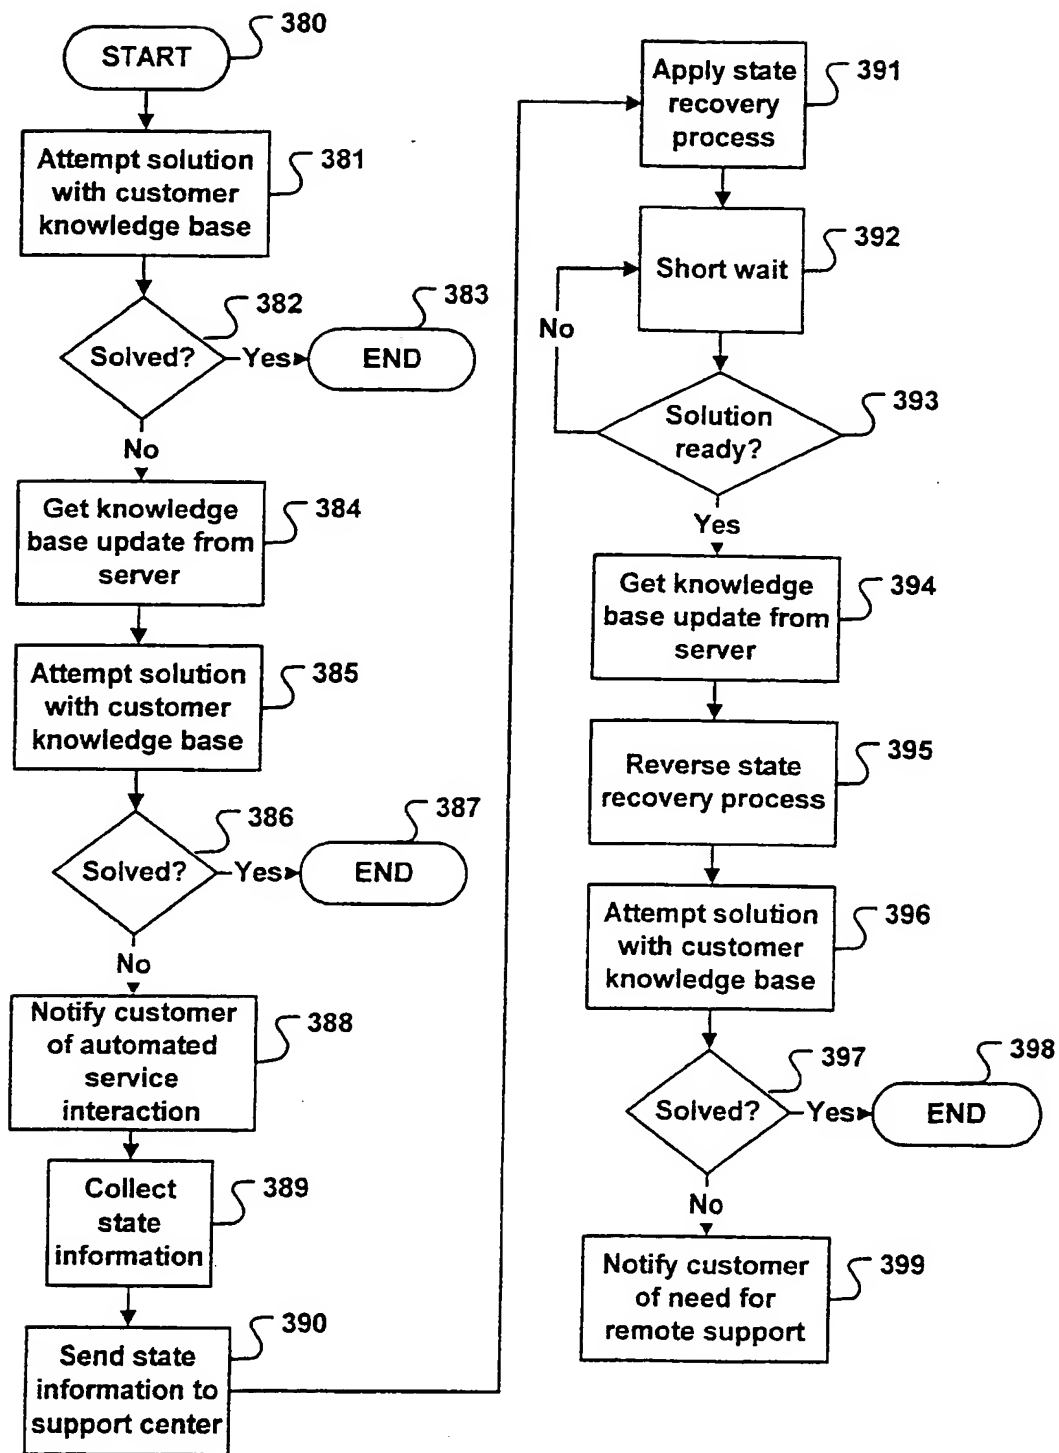 START
380
Attempt solution
with customer
knowledge base
381
Solved?
382
Yes
END
383
No
Get knowledge
base update from
server
384
Attempt solution
with customer
knowledge base
385
Solved?
386
Yes
END
387
No
Notify customer
of automated
service
interaction
388
Collect
state
information
389
Send state
information to
support center
390
Apply state
recovery
process
391
Short wait
392
No
Solution
ready?
393
Yes
Get knowledge
base update from
server
394
Reverse state
recovery process
395
Attempt solution
with customer
knowledge base
396
Solved?
397
Yes
END
398
No
Notify customer
of need for
remote support
399